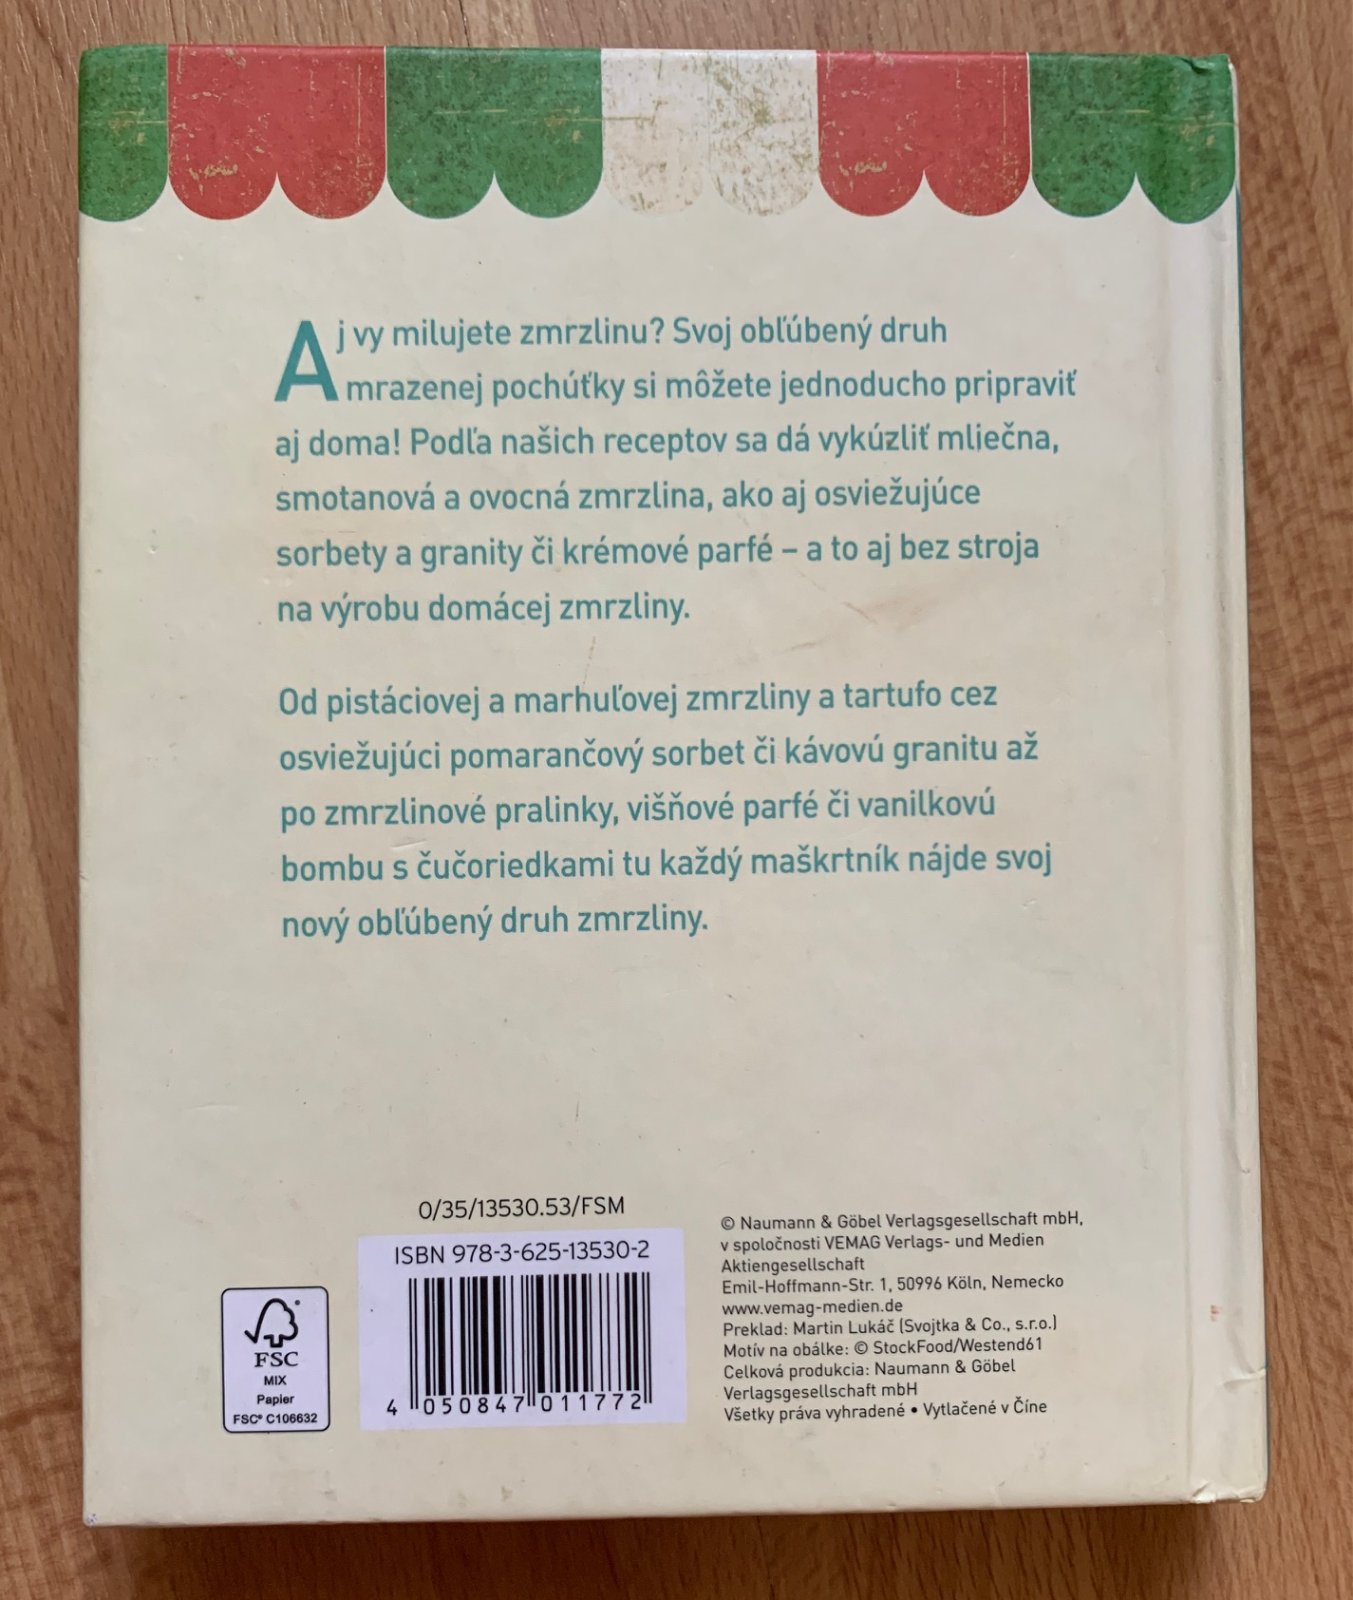 Aj vy milujete zmrzlinu? Svoj obľúbený druh
mrazenej pochúťky si môžete jednoducho pripraviť
aj doma! Podľa našich receptov sa dá vykúzliť mliečna,
smotanová a ovocná zmrzlina, ako aj osviežujúce
sorbety a granity či krémové parfé – a to aj bez stroja
na výrobu domácej zmrzliny.
Od pistáciovej a marhuľovej zmrzliny a tartufo cez
osviežujúci pomarančový sorbet či kávovú granitu až
po zmrzlinové pralinky, višňové parfé či vanilkovú
bombu s čučoriedkami tu každý maškrtník nájde svoj
nový obľúbený druh zmrzliny.
0/35/13530.53/FSM
ISBN 978-3-625-13530-2
4 050847 011772
FSC
MIX
Papier
FSC® C106632
© Naumann & Göbel Verlagsgesellschaft mbH,
v spoločnosti VEMAG Verlags- und Medien
Aktiengesellschaft
Emil-Hoffmann-Str. 1, 50996 Köln, Nemecko
www.vemag-medien.de
Preklad: Martin Lukáč (Svojtka & Co., s.r.o.)
Motív na obálke: © StockFood/Westend61
Celková produkcia: Naumann & Göbel
Verlagsgesellschaft mbH
Všetky práva vyhradené • Vytlačené v Číne